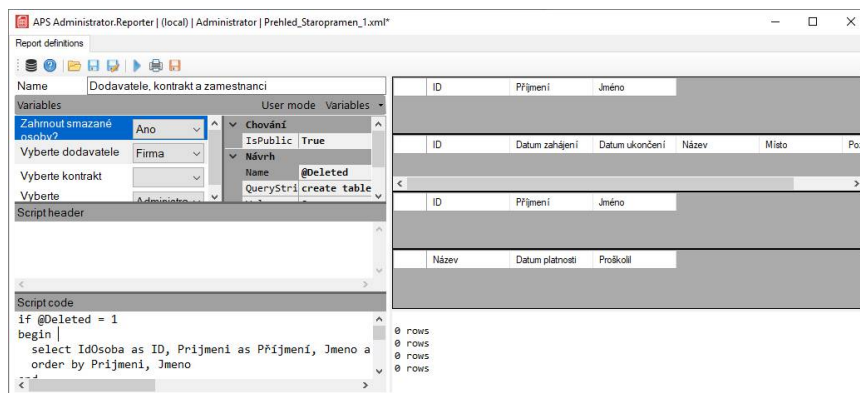 APS Administrator.Reporter | (local) | Administrator | Prehled_Staropramen_1.xml*
Report definitions
Name Dodavatele, kontrakt a zamestnanci
Variables User mode Variables
Zahrnout smazané osoby? Ano
Vyberte dodavatele Firma
Vyberte kontrakt
Vyberte
Chování
IsPublic True
Návrh
Name @Deleted
QueryStri create table
Script header
Script code
if @Deleted = 1
begin
select IdOsoba as ID, Prijmeni as Příjmení, Jmeno a
order by Prijmeni, Jmeno
ID Příjmení Jméno
ID Datum zahájení Datum ukončení Název Místo Po
ID Příjmení Jméno
Název Datum platnosti Proškolil
0 rows
0 rows
0 rows
0 rows